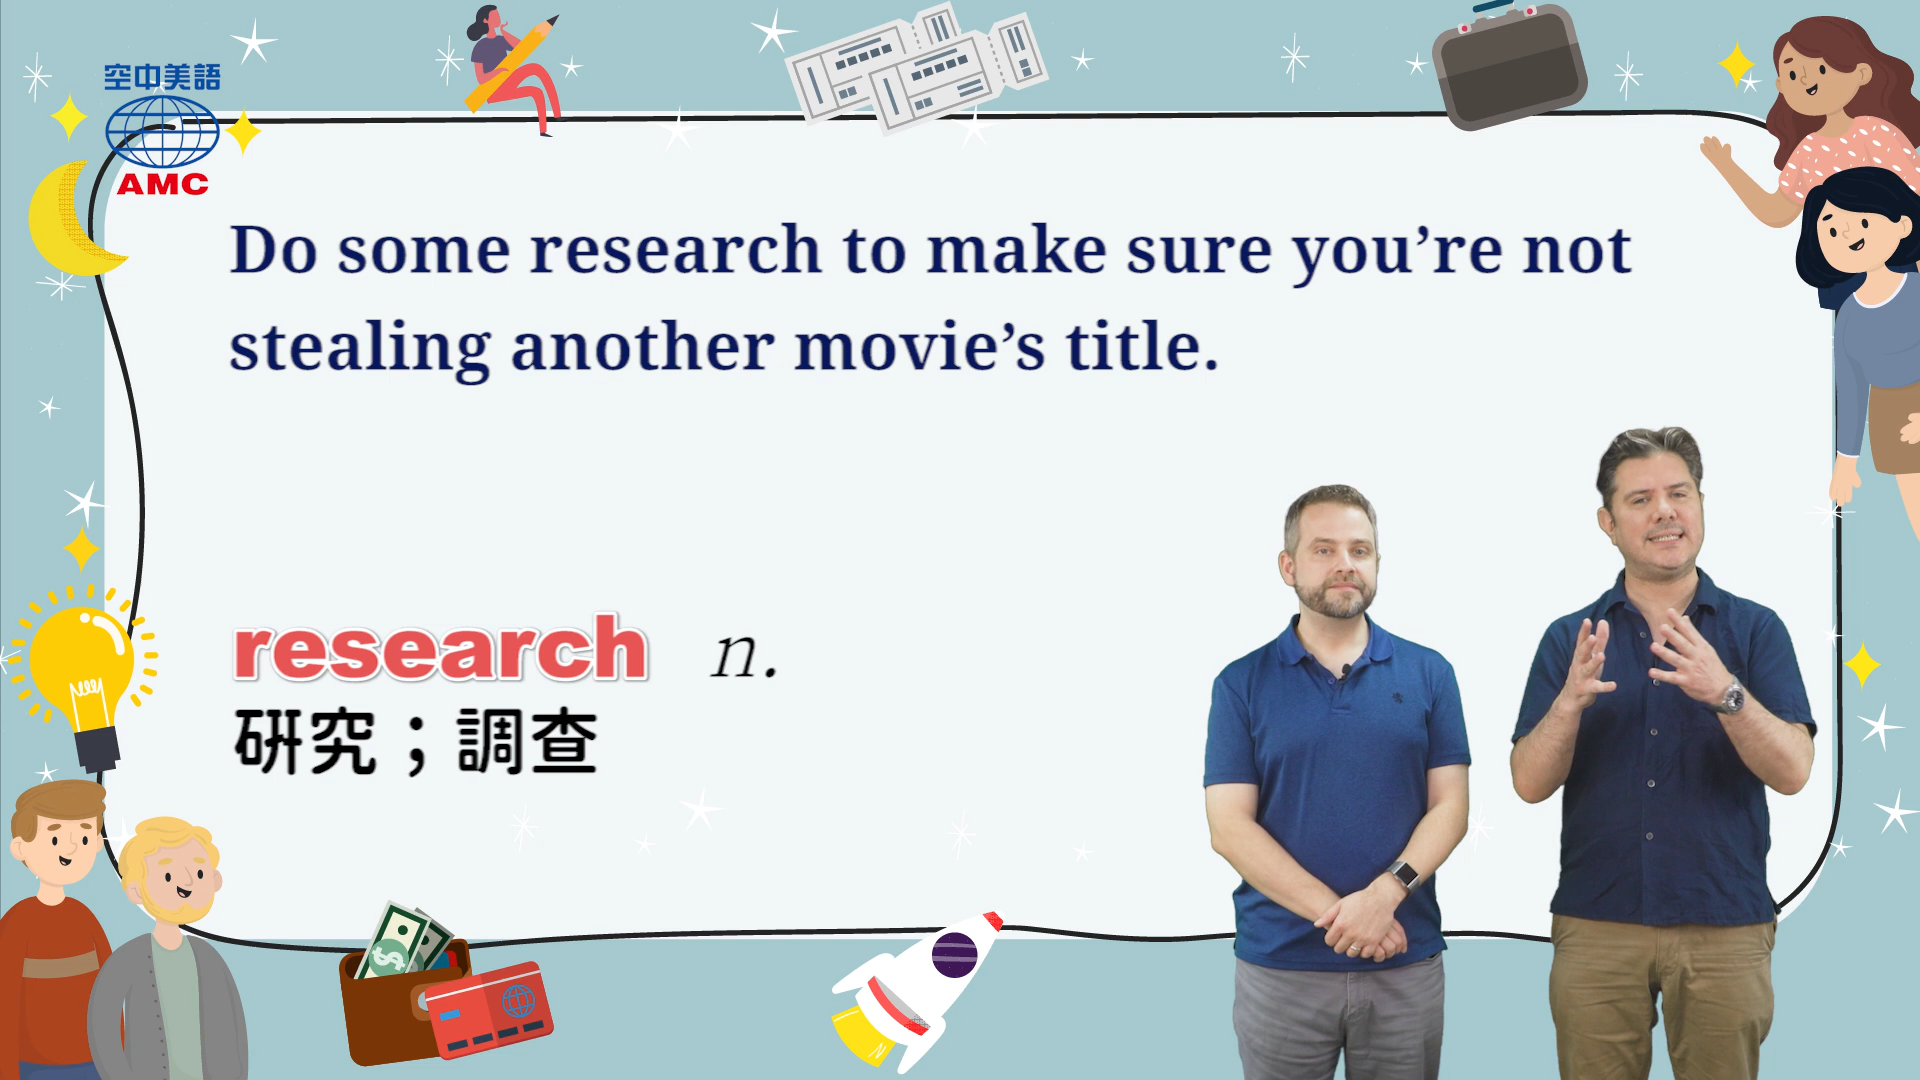 空中美語
AMC
Do some research to make sure you’re not
stealing another movie’s title.
research n.
研究；調查